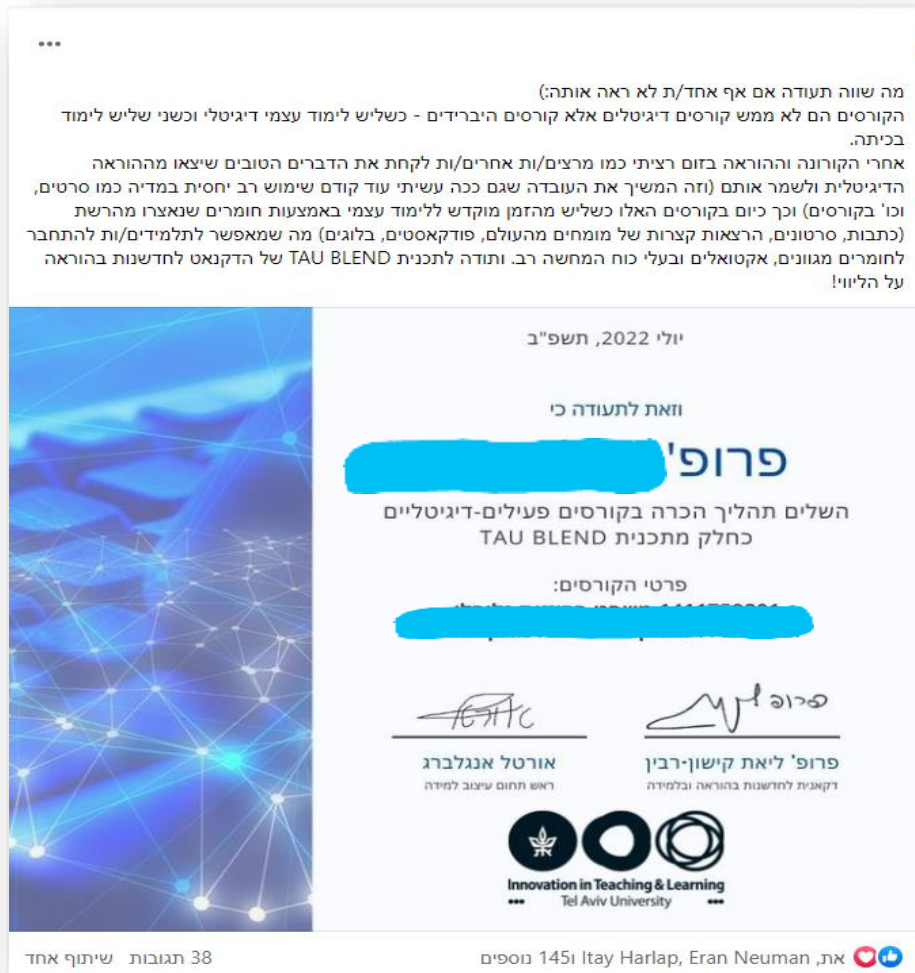 מה שווה תעודה אם אף אחד/ת לא ראה אותה:)
הקורסים הם לא ממש קורסים דיגיטלים אלא קורסים היברידים - כשליש לימוד עצמי דיגיטלי וכשני שליש לימוד
בכיתה.
אחרי הקורונה וההוראה בזום רציתי כמו מרצים/ות אחרים/ות לקחת את הדברים הטובים שיצאו מההוראה
הדיגיטלית ולשמר אותם (וזה המשיך את העובדה שגם ככה עשיתי עוד קודם שימוש רב יחסית במדיה כמו סרטים,
וכו' בקורסים) וכך כיום בקורסים האלו כשליש מהזמן מוקדש ללימוד עצמי באמצעות חומרים שנאצרו מהרשת
(כתבות, סרטונים, הרצאות קצרות של מומחים מהעולם, פודקאסטים, בלוגים) מה שמאפשר לתלמידים/ות להתחבר
לחומרים מגוונים, אקטואלים ובעלי כוח המחשה רב. ותודה לתכנית TAU BLEND של הדקנאט לחדשנות בהוראה
על הליווי!
יולי 2022, תשפ"ב
וזאת לתעודה כי
פרופ'
השלים תהליך הכרה בקורסים פעילים-דיגיטליים
כחלק מתכנית TAU BLEND
פרטי הקורסים:
פרופ'
פרופ' ליאת קישון-רבין
דקאנית לחדשנות בהוראה ובלמידה
אורטל אנגלברג
ראש תחום עיצוב למידה
Innovation in Teaching & Learning
Tel Aviv University
את, Itay Harlap, Eran Neuman ו145 נוספים
38 תגובות שיתוף אחד